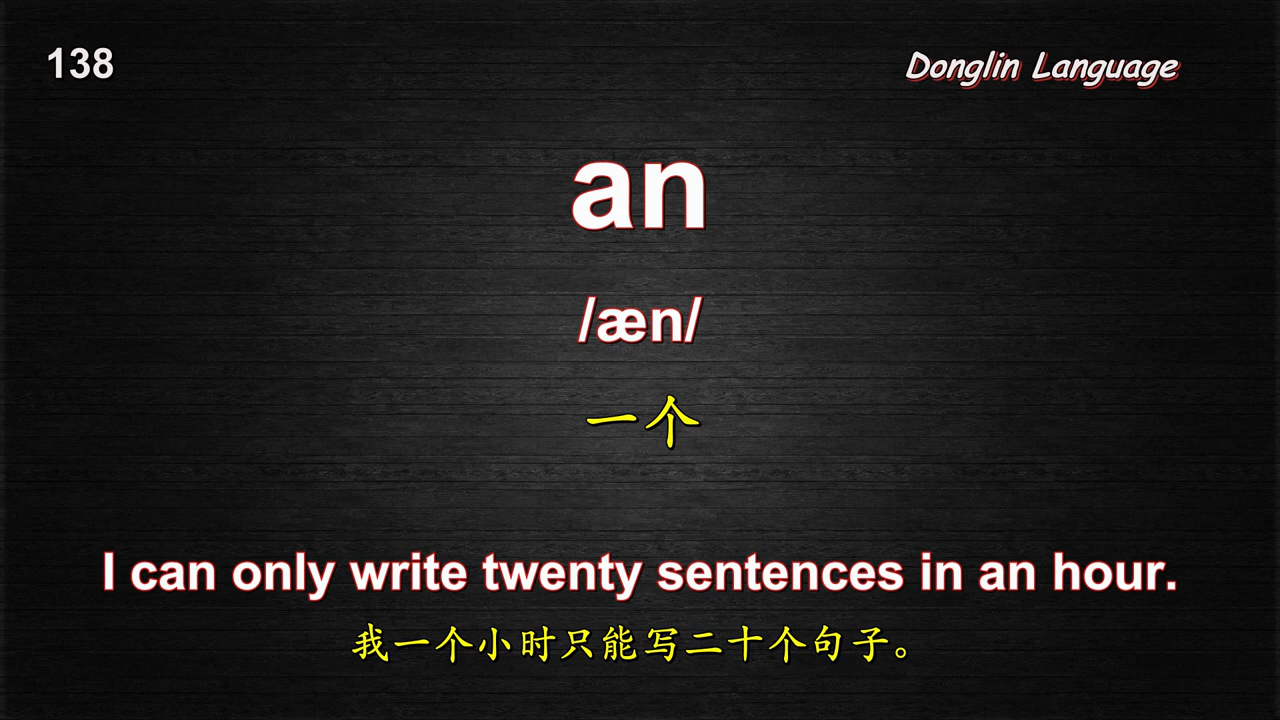 138
Donglin Language
an
/æn/
一个
I can only write twenty sentences in an hour.
我一个小时只能写二十个句子。